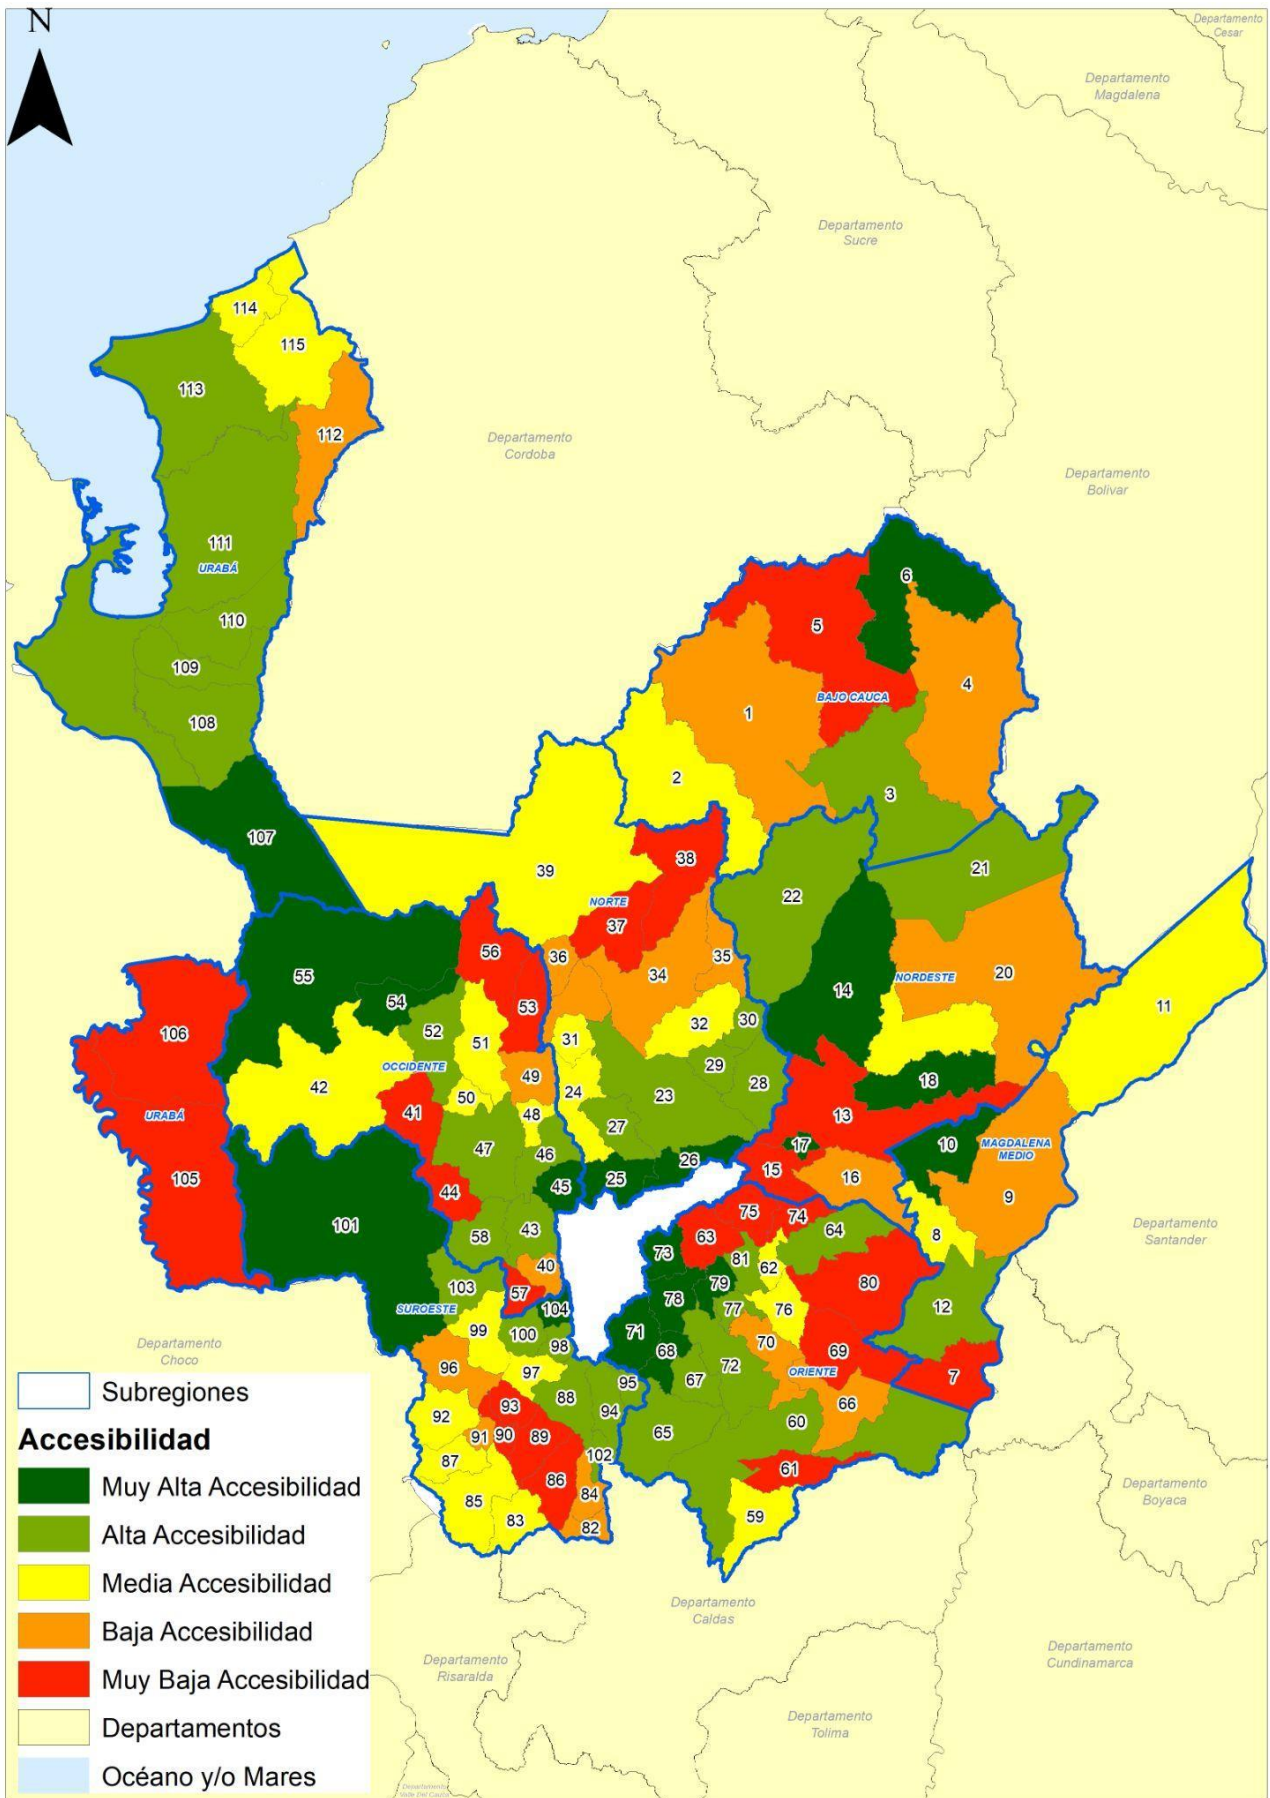 N
Departamento
Cesar
Departamento
Magdalena
Departamento
Sucre
114
115
113
112
Departamento
Cordoba
Departamento
Bolivar
111
URABÁ
6
5
110
109
4
BAJO CAUCA
1
108
2
3
107
38
39
21
22
NORTE
37
56
36
35
34
20
55
NORDESTE
14
11
54
53
52
32
30
106
51
31
OCCIDENTE
29
49
18
42
24
28
50
23
41
48
13
URABÁ
27
47
10
MAGDALENA
MEDIO
46
17
26
15
105
44
45
25
16
9
75
74
101
43
64
58
63
8
73
81
40
62
80
103
79
57
SUROESTE
104
78
77
76
12
99
100
71
70
98
68
69
96
97
72
ORIENTE
7
95
67
88
66
93
94
92
60
65
91
90
89
102
87
61
86
84
85
59
83
82
Departamento
Choco
Departamento
Santander
Departamento
Boyaca
Departamento
Caldas
Departamento
Cundinamarca
Departamento
Risaralda
Departamento
Tolima
Departamento
Valle Del Cauca
Subregiones
Accesibilidad
Muy Alta Accesibilidad
Alta Accesibilidad
Media Accesibilidad
Baja Accesibilidad
Muy Baja Accesibilidad
Departamentos
Océano y/o Mares